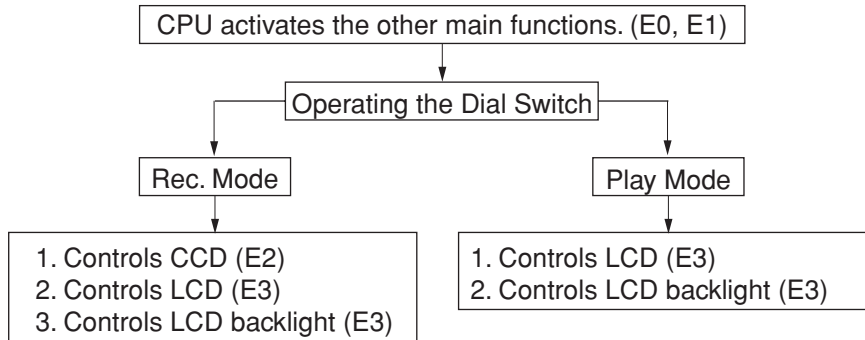 CPU activates the other main functions. (E0, E1)
Operating the Dial Switch
Rec. Mode
Play Mode
1. Controls CCD (E2)
2. Controls LCD (E3)
3. Controls LCD backlight (E3)
1. Controls LCD (E3)
2. Controls LCD backlight (E3)